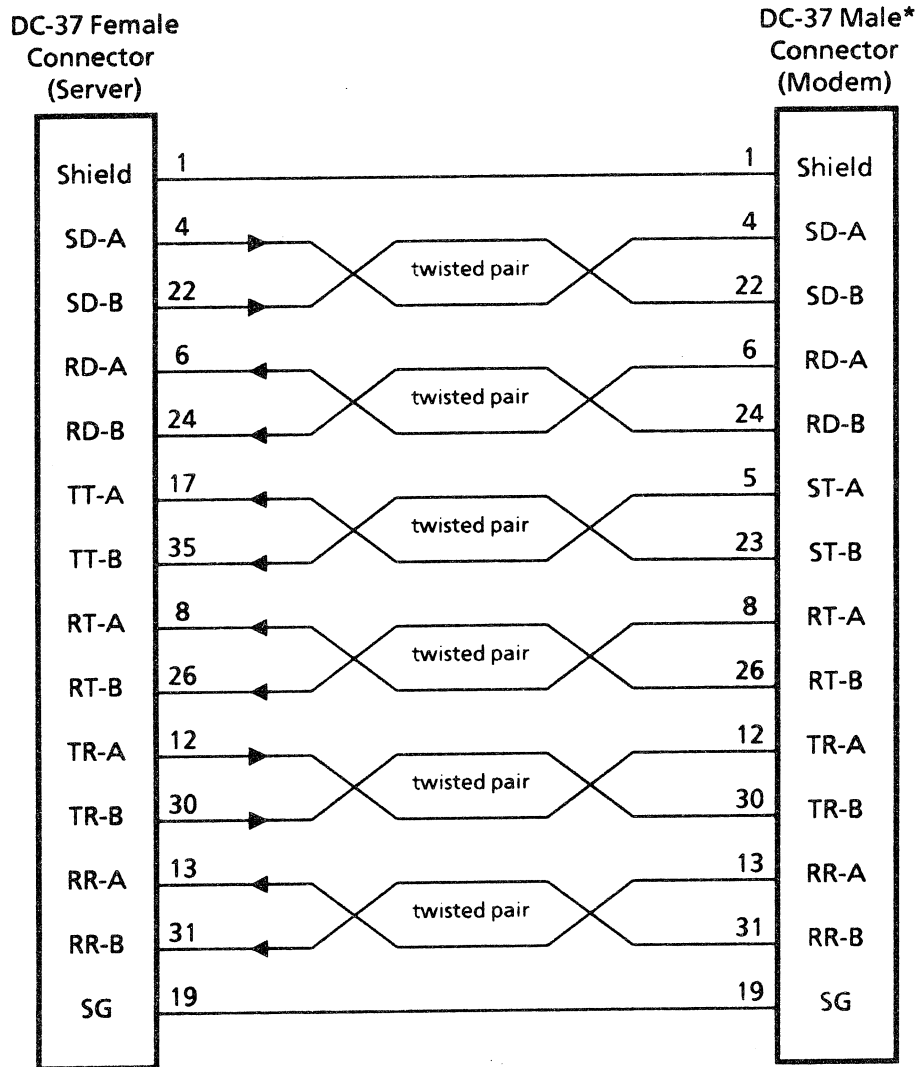 DC-37 Female
Connector
(Server)
DC-37 Male*
Connector
(Modem)
Shield 1 1 Shield
SD-A 4 4 SD-A
twisted pair
SD-B 22 22 SD-B
RD-A 6 6 RD-A
twisted pair
RD-B 24 24 RD-B
TT-A 17 5 ST-A
twisted pair
TT-B 35 23 ST-B
RT-A 8 8 RT-A
twisted pair
RT-B 26 26 RT-B
TR-A 12 12 TR-A
twisted pair
TR-B 30 30 TR-B
RR-A 13 13 RR-A
twisted pair
RR-B 31 31 RR-B
SG 19 19 SG